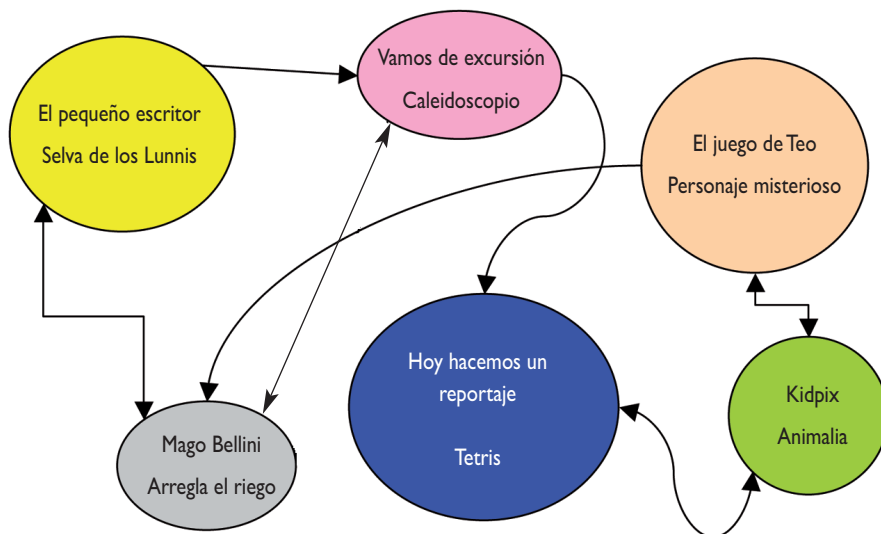 El pequeño escritor
Selva de los Lunnis
Vamos de excursión
Caleidoscopio
El juego de Teo
Personaje misterioso
Hoy hacemos un
reportaje
Tetris
Kidpix
Animalia
Mago Bellini
Arregla el riego